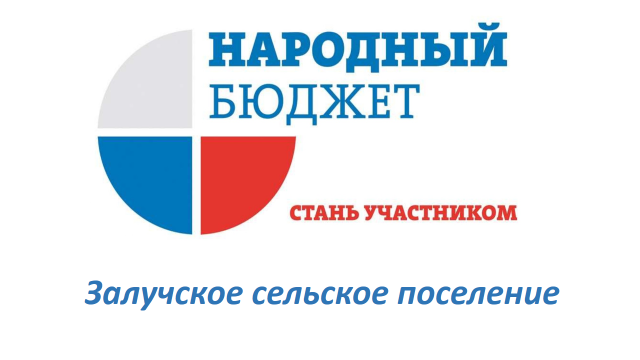 НАРОДНЫЙ
БЮДЖЕТ
СТАНЬ УЧАСТНИКОМ
Залучское сельское поселение